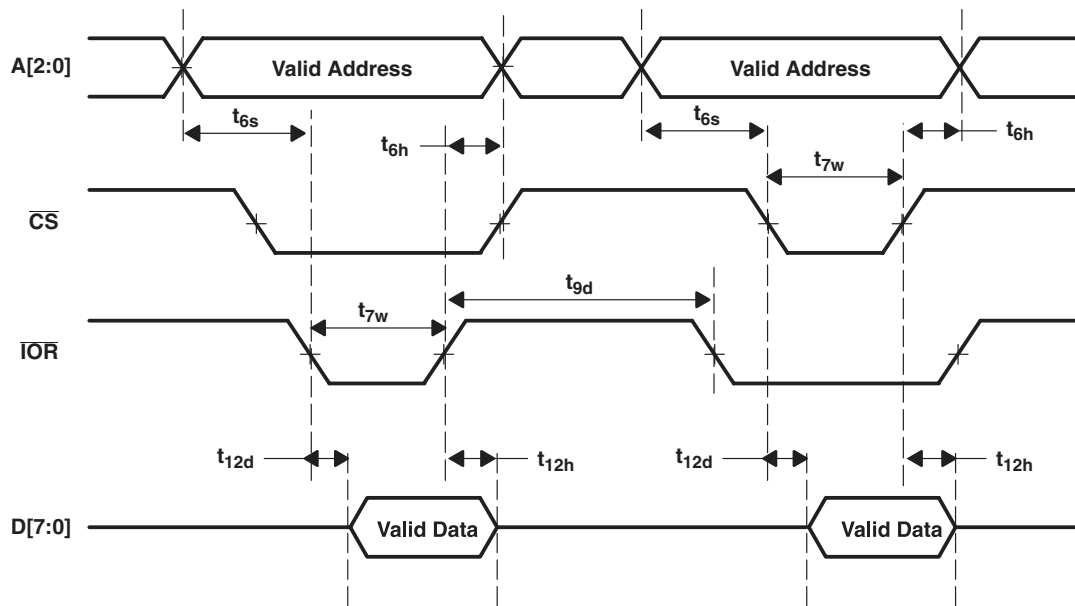 A[2:0] Valid Address Valid Address
t6s t6h t6s t6h
t7w
CS
t9d
t7w
IOR
t12d t12h t12d t12h
D[7:0] Valid Data Valid Data